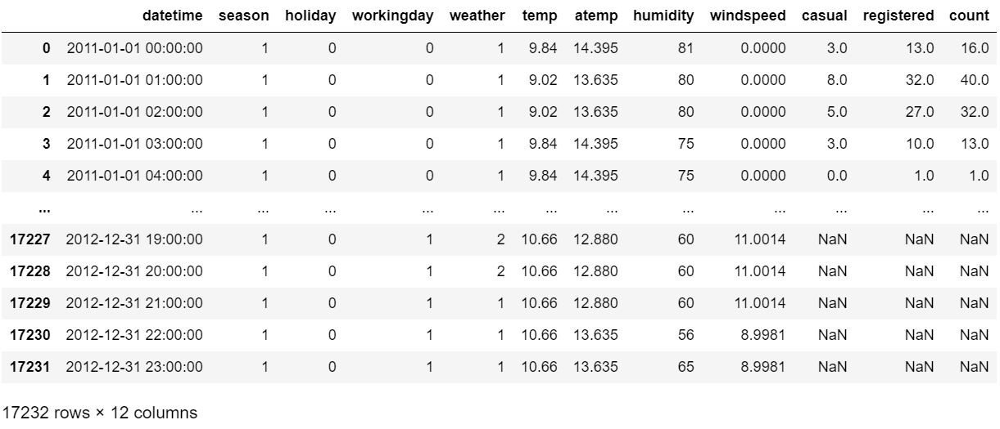 datetime season holiday workingday weather temp atemp humidity windspeed casual registered count
0 2011-01-01 00:00:00 1 0 0 1 9.84 14.395 81 0.0000 3.0 13.0 16.0
1 2011-01-01 01:00:00 1 0 0 1 9.02 13.635 80 0.0000 8.0 32.0 40.0
2 2011-01-01 02:00:00 1 0 0 1 9.02 13.635 80 0.0000 5.0 27.0 32.0
3 2011-01-01 03:00:00 1 0 0 1 9.84 14.395 75 0.0000 3.0 10.0 13.0
4 2011-01-01 04:00:00 1 0 0 1 9.84 14.395 75 0.0000 0.0 1.0 1.0
... ... ... ... ... ... ... ... ... ... ... ... ...
17227 2012-12-31 19:00:00 1 0 1 2 10.66 12.880 60 11.0014 NaN NaN NaN
17228 2012-12-31 20:00:00 1 0 1 2 10.66 12.880 60 11.0014 NaN NaN NaN
17229 2012-12-31 21:00:00 1 0 1 1 10.66 12.880 60 11.0014 NaN NaN NaN
17230 2012-12-31 22:00:00 1 0 1 1 10.66 13.635 56 8.9981 NaN NaN NaN
17231 2012-12-31 23:00:00 1 0 1 1 10.66 13.635 65 8.9981 NaN NaN NaN
17232 rows × 12 columns